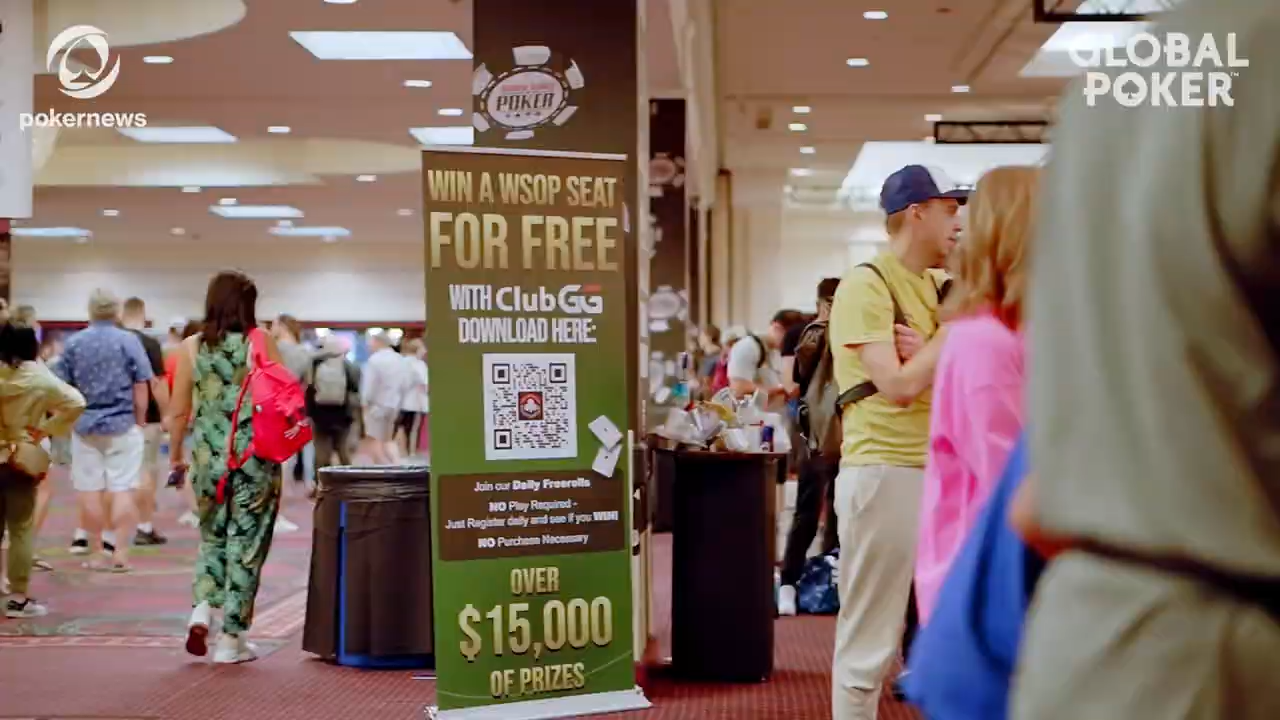 pokernews
GLOBAL
POKER™
POKER
WIN A WSOP SEAT
FOR FREE
WITH ClubGG
DOWNLOAD HERE:
Join our Daily Freerolls
NO Play Required -
Just Register daily and see if you WIN!
NO Purchase Necessary
OVER
$15,000
OF PRIZES